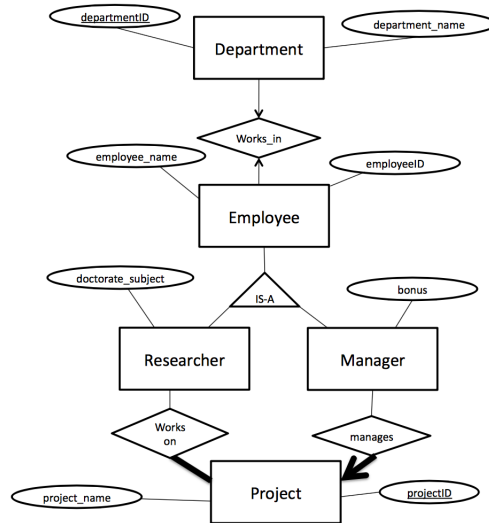 departmentID
department_name
Department
Works_in
employee_name
employeeID
Employee
doctorate_subject
IS-A
bonus
Researcher
Manager
Works
on
manages
project_name
Project
projectID